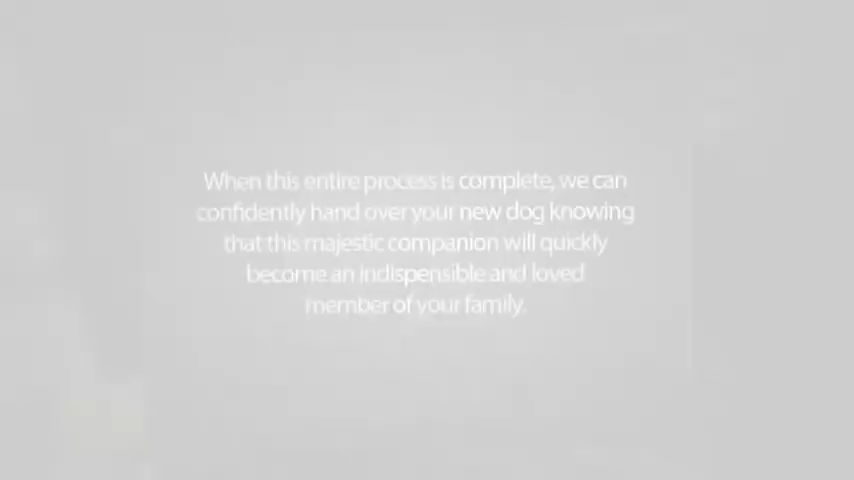 When this entire process is complete, we can
confidently hand over your new dog knowing
that this majestic companion will quickly
become an indispensible and loved
member of your family.